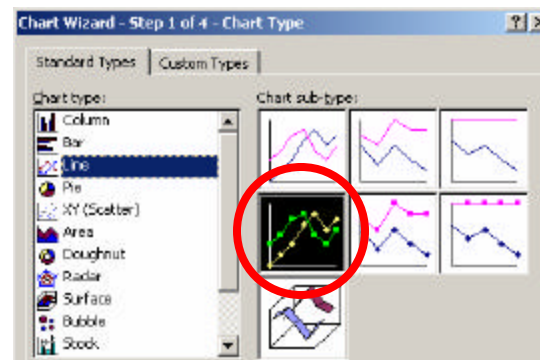 Chart Wizard - Step 1 of 4 - Chart Type
Standard Types
Custom Types
Chart type:
Chart sub-type:
Column
Bar
Line
Pie
XY (Scatter)
Area
Doughnut
Radar
Surface
Bubble
Stock